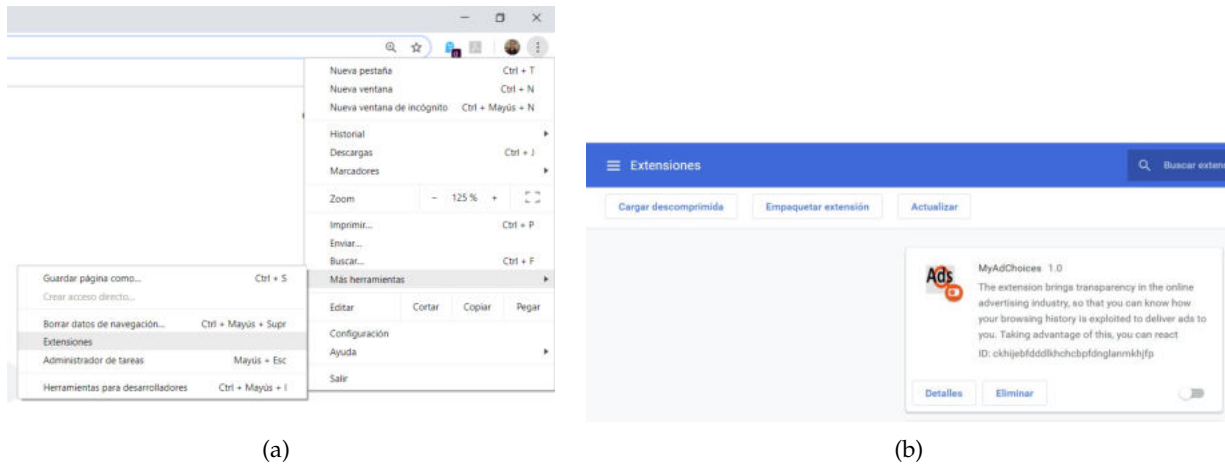 Nueva pestaña Ctrl + T
Nueva ventana Ctrl + N
Nueva ventana de incógnito Ctrl + Mayús + N
Historial
Descargas Ctrl + J
Marcadores
Zoom - 125 % +
Imprimir... Ctrl + P
Enviar...
Buscar... Ctrl + F
Más herramientas
Editar Cortar Copiar Pegar
Configuración
Ayuda
Salir
Guardar página como... Ctrl + S
Crear acceso directo...
Borrar datos de navegación... Ctrl + Mayús + Supr
Extensiones
Administrador de tareas Mayús + Esc
Herramientas para desarrolladores Ctrl + Mayús + I
(a)
Extensiones Buscar exten
Cargar descomprimida Empaquetar extensión Actualizar
Ads
MyAdChoices 1.0
The extension brings transparency in the online
advertising industry, so that you can know how
your browsing history is exploited to deliver ads to
you. Taking advantage of this, you can react
ID: ckhijebfdddlkhchcbpfdnglanmkhjfp
Detalles Eliminar
(b)